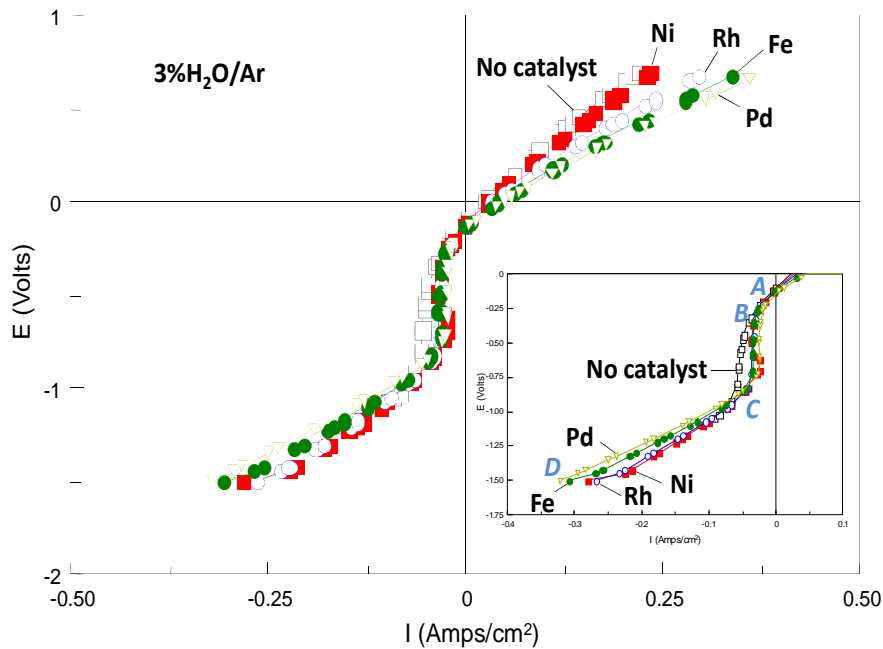 1
0
-1
-2
E (Volts)
-0.50
-0.25
0
0.25
0.50
I (Amps/cm²)
3%H₂O/Ar
No catalyst
Ni
Rh
Fe
Pd
0
-0.25
-0.50
-0.75
-1.00
-1.25
-1.50
-1.75
E (Volts)
-0.4
-0.3
-0.2
-0.1
0
0.1
I (Amps/cm²)
A
B
No catalyst
C
Pd
D
Fe
Rh
Ni